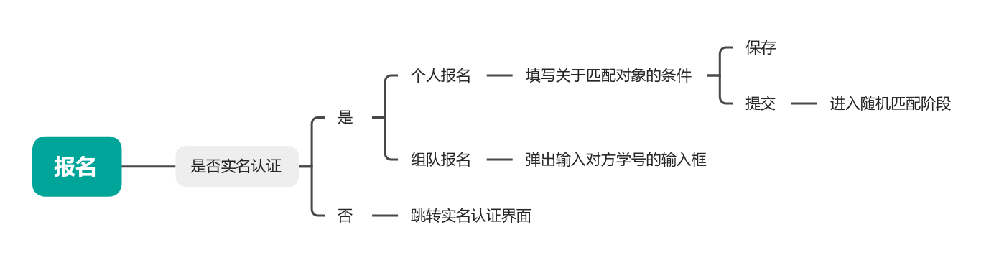 报名
是否实名认证
是
个人报名
填写关于匹配对象的条件
保存
提交
进入随机匹配阶段
组队报名
弹出输入对方学号的输入框
否
跳转实名认证界面